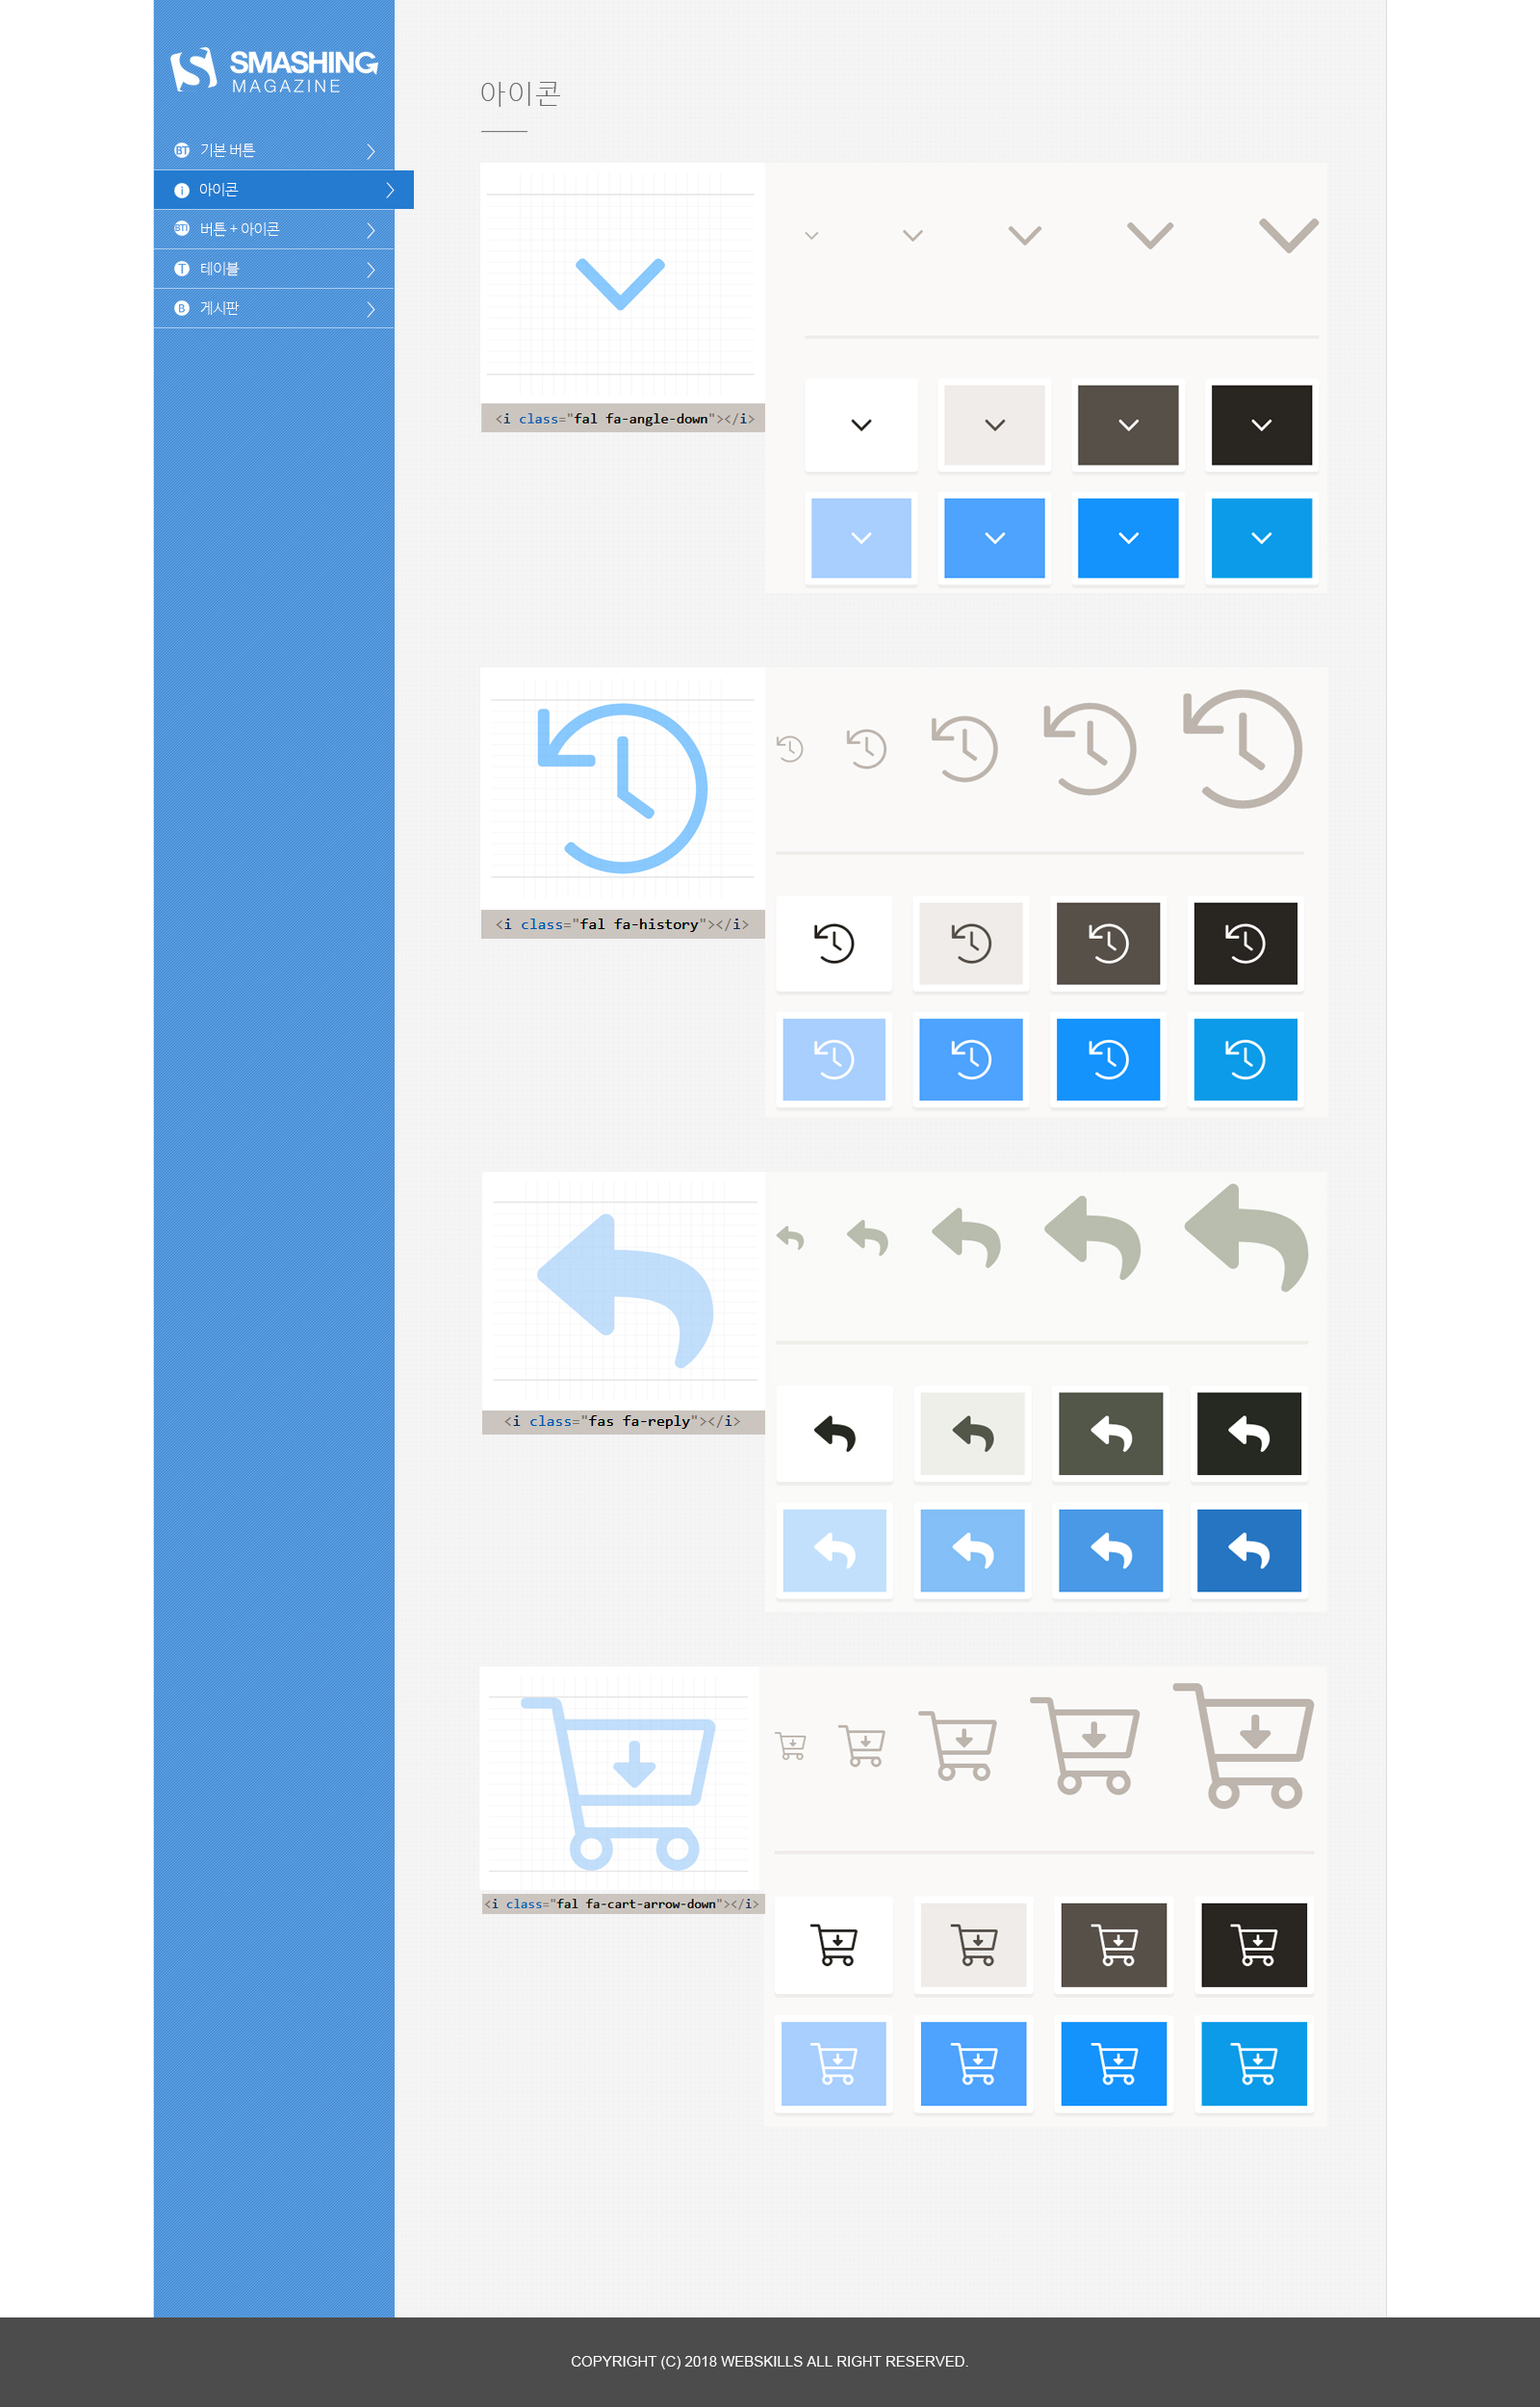 SMASHING
MAGAZINE
BT 기본 버튼
i 아이콘
BTI 버튼 + 아이콘
T 테이블
B 게시판
아이콘
<i class="fal fa-angle-down"></i>
<i class="fal fa-history"></i>
<i class="fas fa-reply"></i>
<i class="fal fa-cart-arrow-down"></i>
COPYRIGHT (C) 2018 WEBSKILLS ALL RIGHT RESERVED.